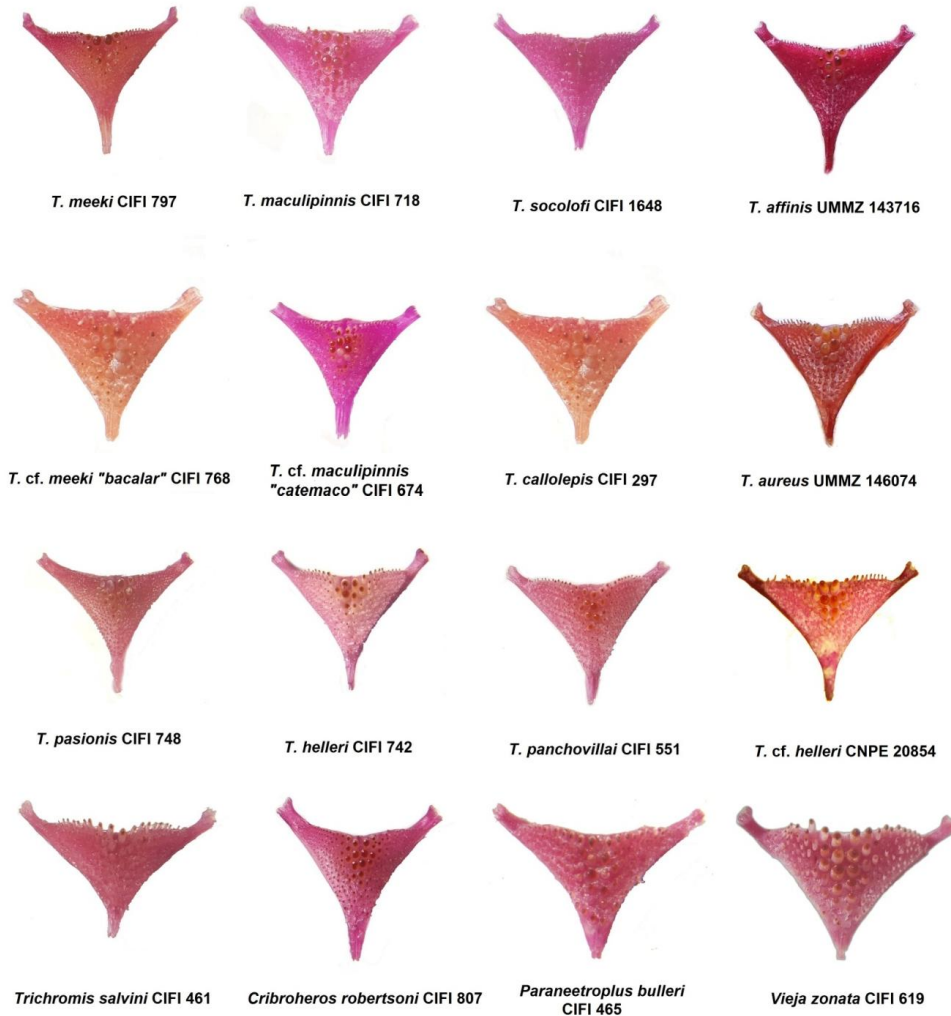 T. meeki CIFI 797
T. maculipinnis CIFI 718
T. socolofi CIFI 1648
T. affinis UMMZ 143716
T. cf. meeki "bacalar" CIFI 768
T. cf. maculipinnis
"catemaco" CIFI 674
T. callolepis CIFI 297
T. aureus UMMZ 146074
T. pasionis CIFI 748
T. helleri CIFI 742
T. panchovillai CIFI 551
T. cf. helleri CNPE 20854
Trichromis salvini CIFI 461
Cribroheros robertsoni CIFI 807
Paraneetroplus bulleri
CIFI 465
Vieja zonata CIFI 619